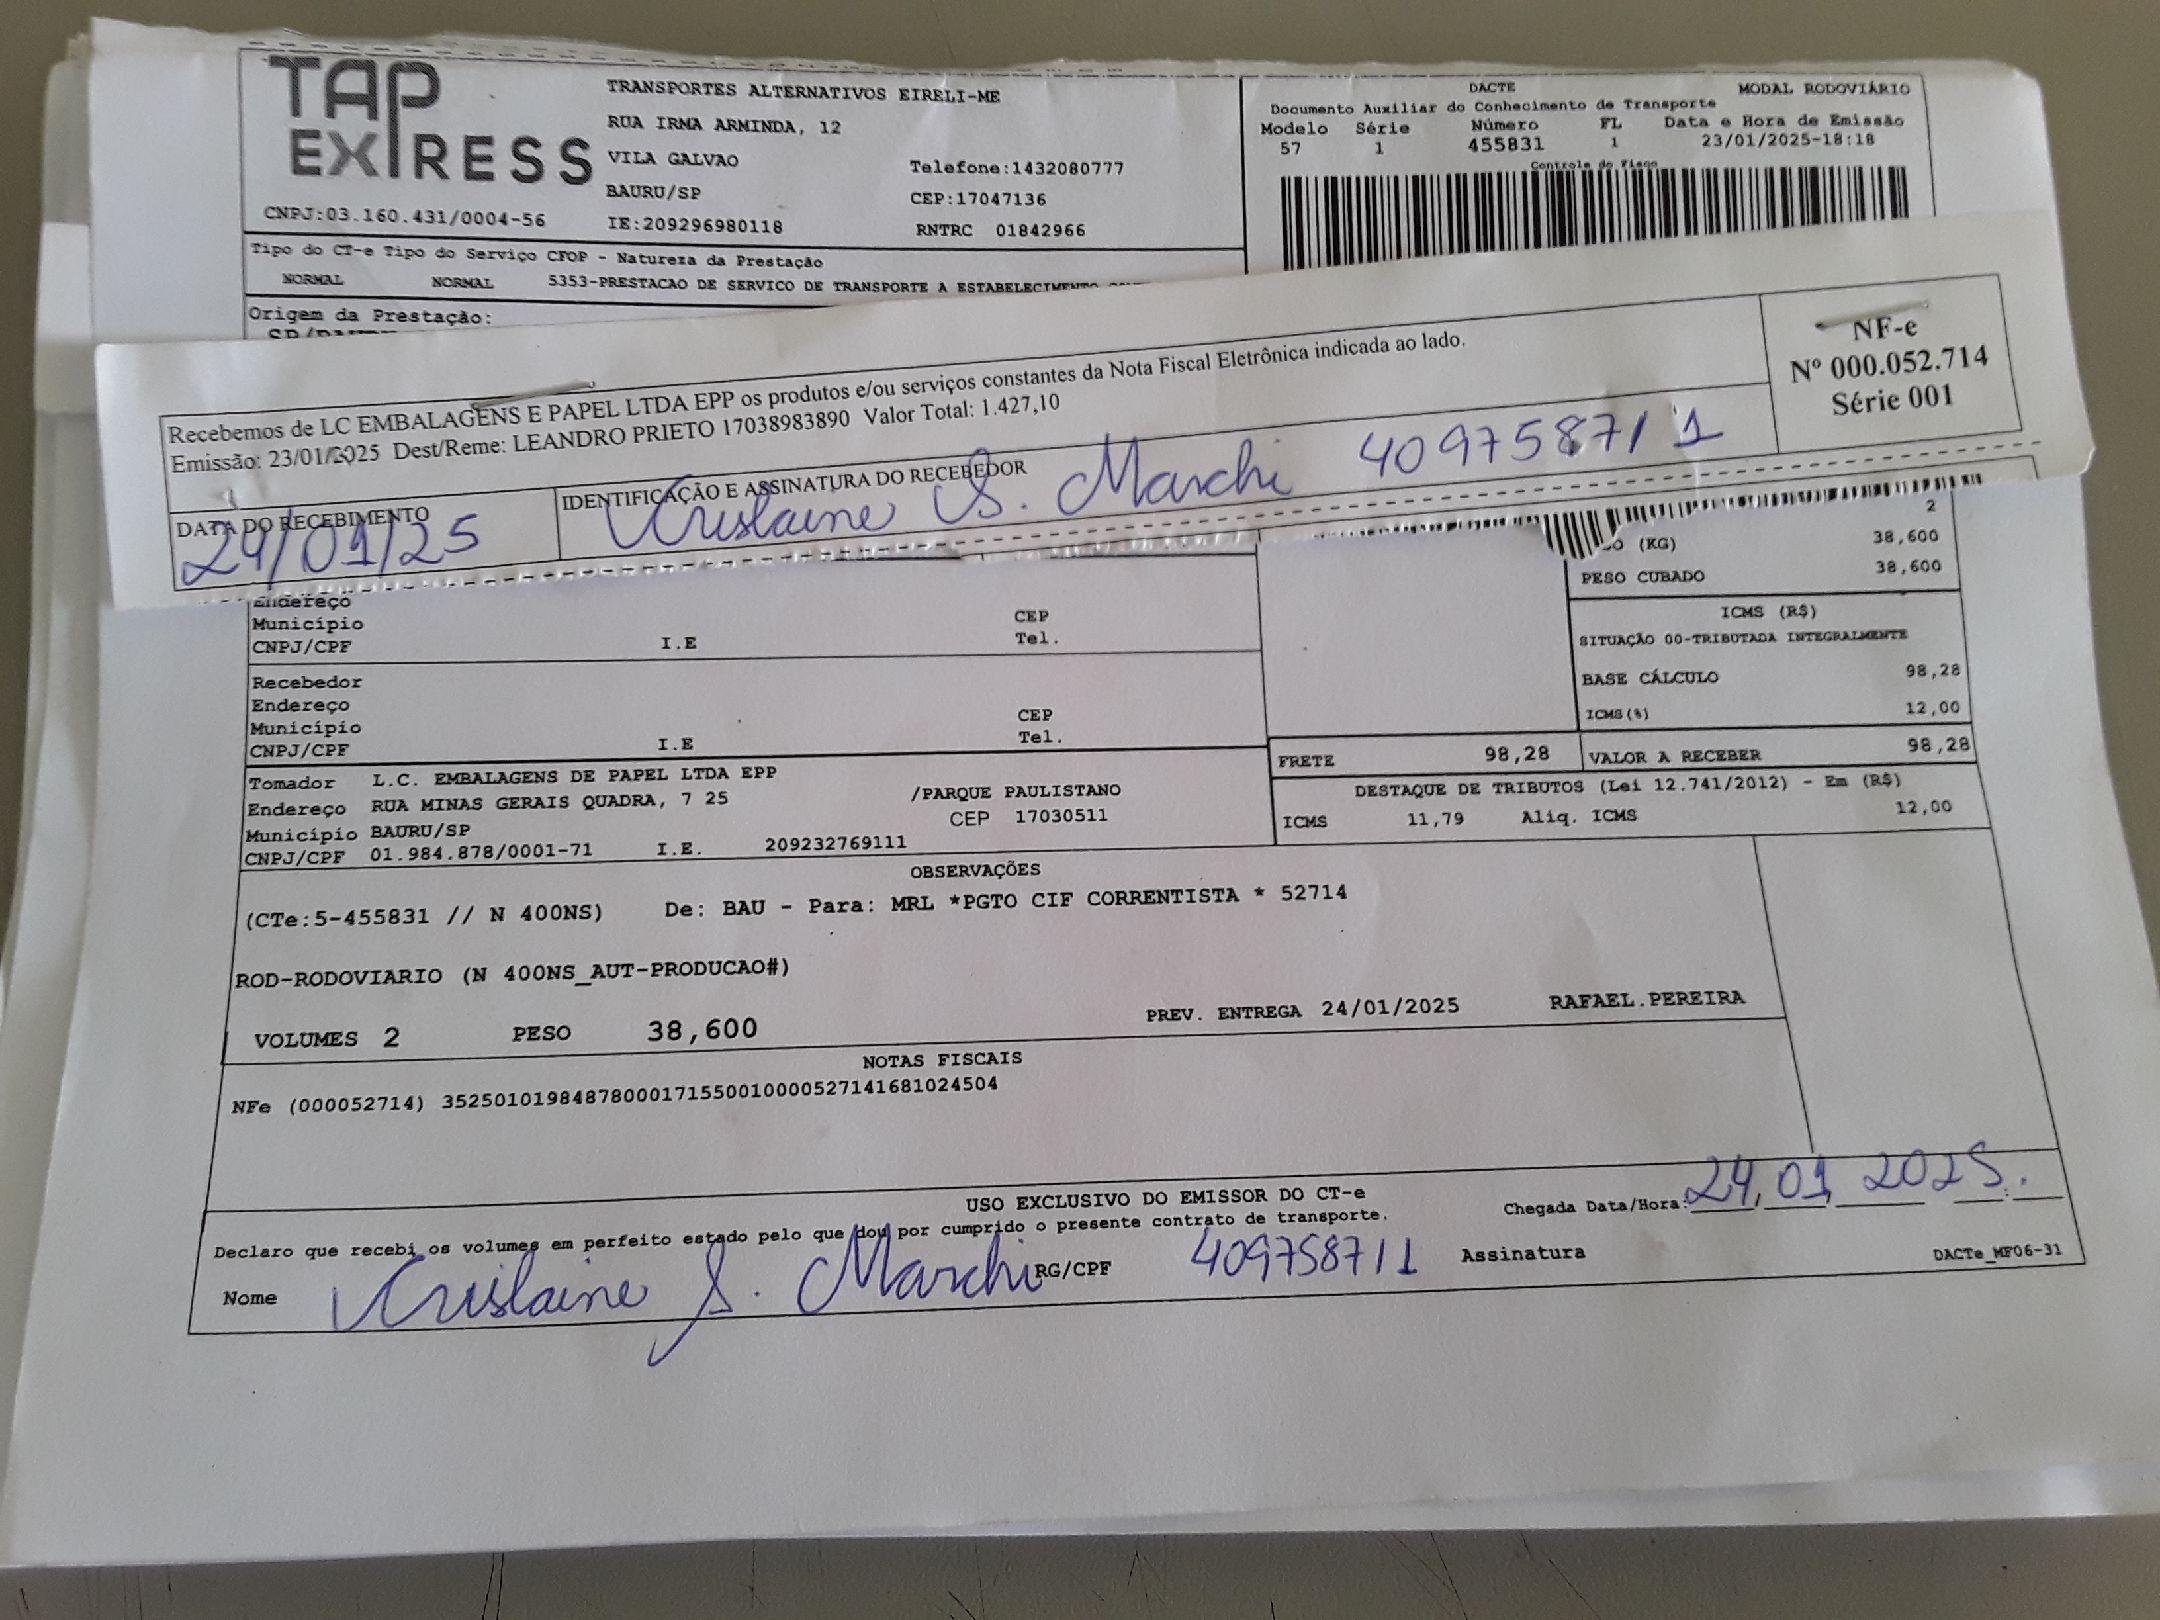 TAP EXPRESS
TRANSPORTES ALTERNATIVOS EIRELI-ME
RUA IRMA ARMINDA, 12
VILA GALVAO Telefone:1432080777
BAURU/SP CEP:17047136
CNPJ:03.160.431/0004-56 IE:209296980118 RNTRC 01842966
DACTE MODAL RODOVIÁRIO
Documento Auxiliar do Conhecimento de Transporte
Modelo Série Número FL Data e Hora de Emissão
57 1 455831 1 23/01/2025-18:18
Controle do Fisco
Tipo do CT-e Tipo do Serviço CFOP - Natureza da Prestação
NORMAL NORMAL 5353-PRESTACAO DE SERVICO DE TRANSPORTE A ESTABELECIMENTO
Origem da Prestação:
Recebemos de LC EMBALAGENS E PAPEL LTDA EPP os produtos e/ou serviços constantes da Nota Fiscal Eletrônica indicada ao lado.
Emissão: 23/01/2025 Dest/Reme: LEANDRO PRIETO 17038983890 Valor Total: 1.427,10
NF-e
Nº 000.052.714
Série 001
DATA DO RECEBIMENTO IDENTIFICAÇÃO E ASSINATURA DO RECEBEDOR
24/01/25 Crislaine S. Marchi 409758711
2
(KG) 38,600
PESO CUBADO 38,600
Endereço
Município CEP
CNPJ/CPF I.E Tel.
ICMS (R$)
SITUAÇÃO 00-TRIBUTADA INTEGRALMENTE
BASE CÁLCULO 98,28
ICMS(%) 12,00
Recebedor
Endereço
Município CEP
CNPJ/CPF I.E Tel.
FRETE 98,28 VALOR A RECEBER 98,28
Tomador L.C. EMBALAGENS DE PAPEL LTDA EPP
Endereço RUA MINAS GERAIS QUADRA, 7 25 /PARQUE PAULISTANO
Município BAURU/SP CEP 17030511
CNPJ/CPF 01.984.878/0001-71 I.E. 209232769111
DESTAQUE DE TRIBUTOS (Lei 12.741/2012) - Em (R$)
ICMS 11,79 Aliq. ICMS 12,00
OBSERVAÇÕES
(CTe:5-455831 // N 400NS) De: BAU - Para: MRL *PGTO CIF CORRENTISTA * 52714
ROD-RODOVIARIO (N 400NS_AUT-PRODUCAO#)
VOLUMES 2 PESO 38,600 PREV. ENTREGA 24/01/2025 RAFAEL.PEREIRA
NOTAS FISCAIS
NFe (000052714) 35250101984878000171550010000527141681024504
USO EXCLUSIVO DO EMISSOR DO CT-e
Declaro que recebi os volumes em perfeito estado pelo que dou por cumprido o presente contrato de transporte.
Chegada Data/Hora: 24, 01, 2025.
Nome Crislaine S. Marchi RG/CPF 409758711 Assinatura
DACTe_MF06-31